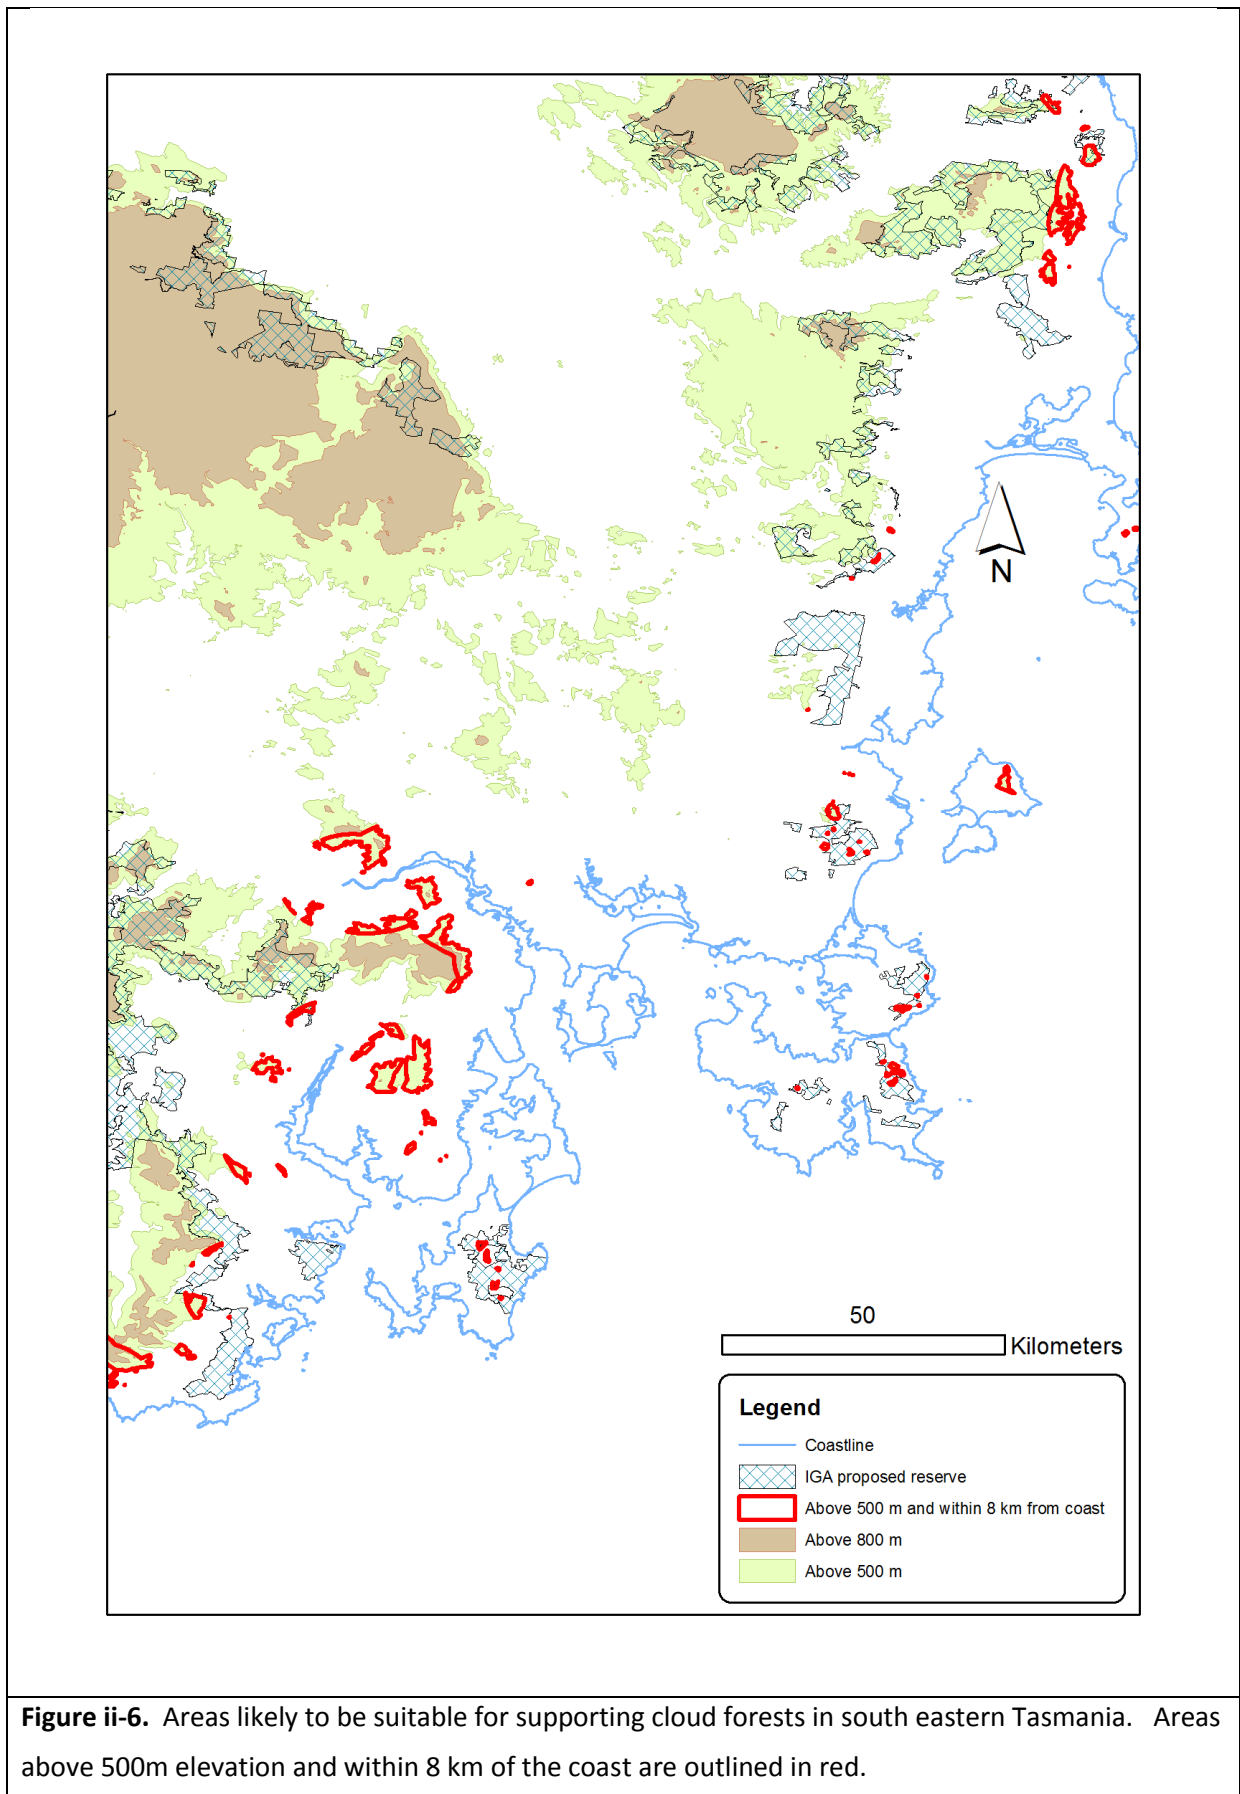 N
50
Kilometers
Legend
Coastline
IGA proposed reserve
Above 500 m and within 8 km from coast
Above 800 m
Above 500 m
Figure ii-6. Areas likely to be suitable for supporting cloud forests in south eastern Tasmania. Areas
above 500m elevation and within 8 km of the coast are outlined in red.